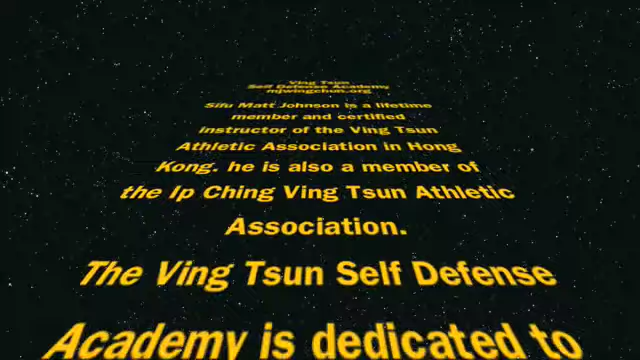 Ving Tsun
Self Defense Academy
mjwingchun.org
Sifu Matt Johnson is a lifetime
member and certified
instructor of the Ving Tsun
Athletic Association in Hong
Kong. he is also a member of
the Ip Ching Ving Tsun Athletic
Association.
The Ving Tsun Self Defense
Academy is dedicated to